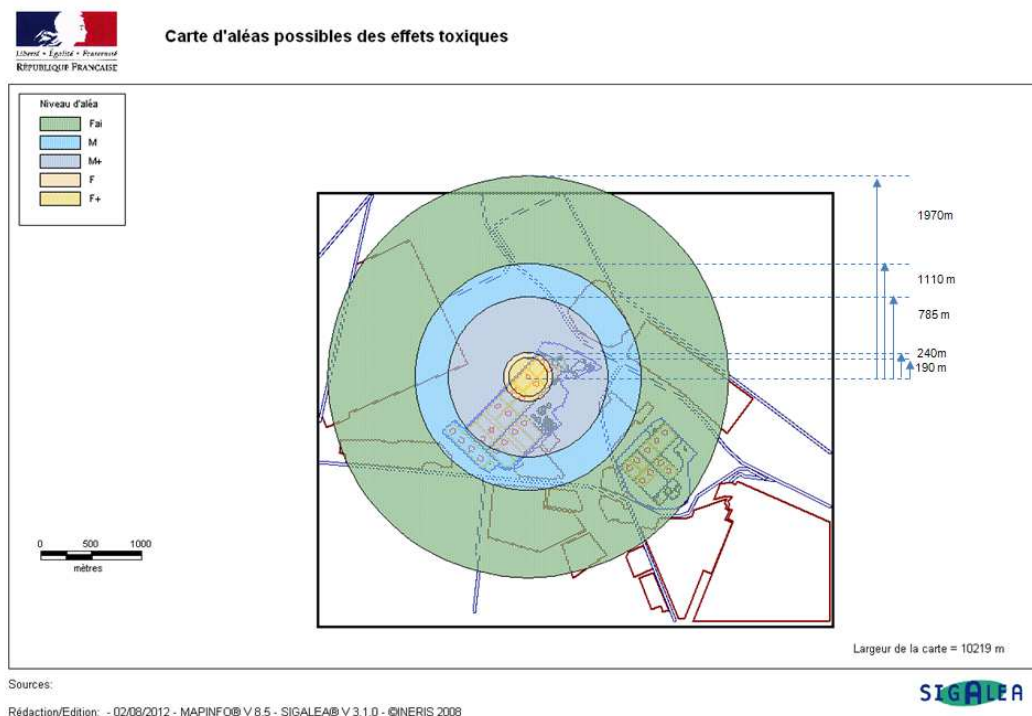 Carte d'aléas possibles des effets toxiques
Liberté • Égalité • Fraternité
RÉPUBLIQUE FRANÇAISE
Niveau d'aléa
Fai
M
M+
F
F+
1970m
1110 m
785 m
240m
190 m
0 500 1000
mètres
Largeur de la carte = 10219 m
Sources:
SIGALEA
Rédaction/Edition: - 02/08/2012 - MAPINFO® V 8.5 - SIGALEA® V 3.1.0 - ©INERIS 2008